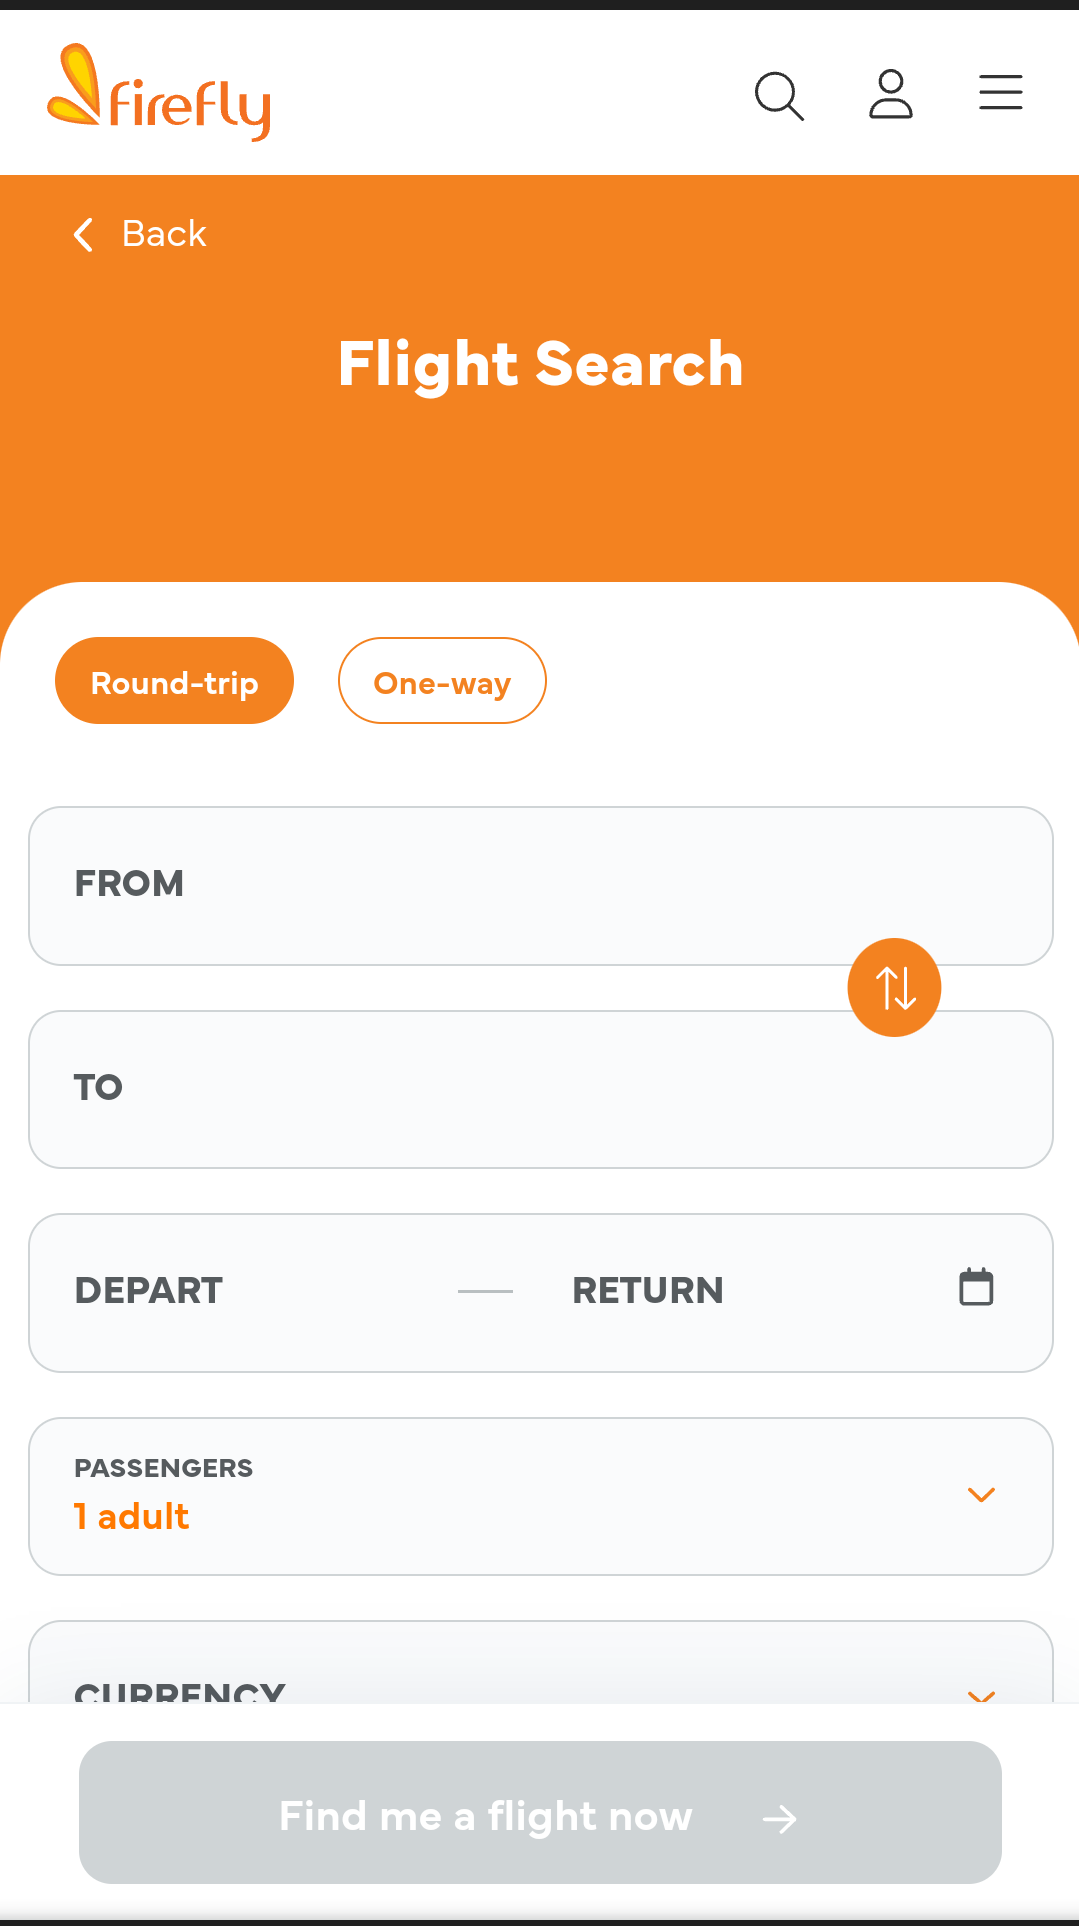 firefly
Back
Flight Search
Round-trip One-way
FROM
TO
DEPART RETURN
PASSENGERS
1 adult
CURRENCY
Find me a flight now